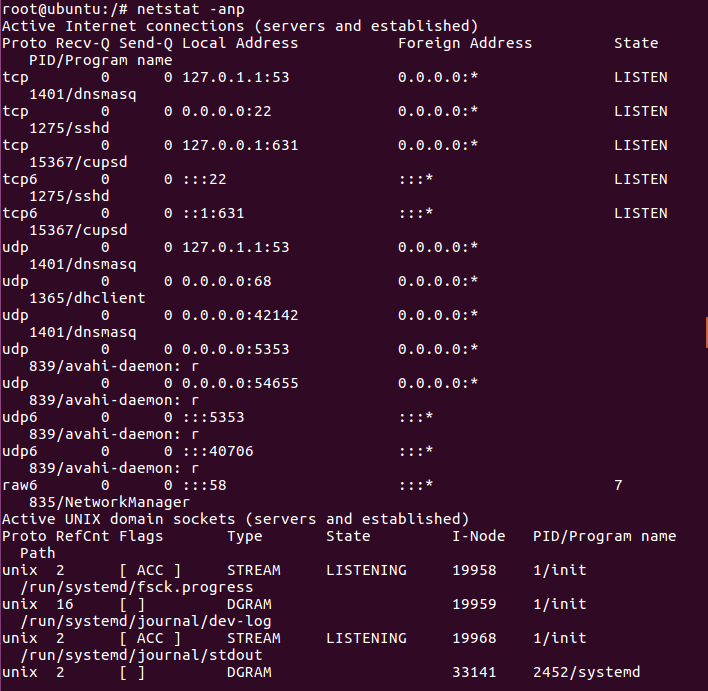 root@ubuntu:/# netstat -anp
Active Internet connections (servers and established)
Proto Recv-Q Send-Q Local Address           Foreign Address         State
   PID/Program name
tcp        0      0 127.0.1.1:53            0.0.0.0:*               LISTEN
   1401/dnsmasq
tcp        0      0 0.0.0.0:22              0.0.0.0:*               LISTEN
   1275/sshd
tcp        0      0 127.0.0.1:631           0.0.0.0:*               LISTEN
   15367/cupsd
tcp6       0      0 :::22                   :::*                    LISTEN
   1275/sshd
tcp6       0      0 ::1:631                 :::*                    LISTEN
   15367/cupsd
udp        0      0 127.0.1.1:53            0.0.0.0:*
   1401/dnsmasq
udp        0      0 0.0.0.0:68              0.0.0.0:*
   1365/dhclient
udp        0      0 0.0.0.0:42142           0.0.0.0:*
   1401/dnsmasq
udp        0      0 0.0.0.0:5353            0.0.0.0:*
   839/avahi-daemon: r
udp        0      0 0.0.0.0:54655           0.0.0.0:*
   839/avahi-daemon: r
udp6       0      0 :::5353                 :::*
   839/avahi-daemon: r
udp6       0      0 :::40706                :::*
   839/avahi-daemon: r
raw6       0      0 :::58                   :::*                    7
   835/NetworkManager
Active UNIX domain sockets (servers and established)
Proto RefCnt Flags       Type       State         I-Node   PID/Program name
  Path
unix  2      [ ACC ]     STREAM     LISTENING     19958    1/init
  /run/systemd/fsck.progress
unix  16     [ ]         DGRAM                    19959    1/init
  /run/systemd/journal/dev-log
unix  2      [ ACC ]     STREAM     LISTENING     19968    1/init
  /run/systemd/journal/stdout
unix  2      [ ]         DGRAM                    33141    2452/systemd